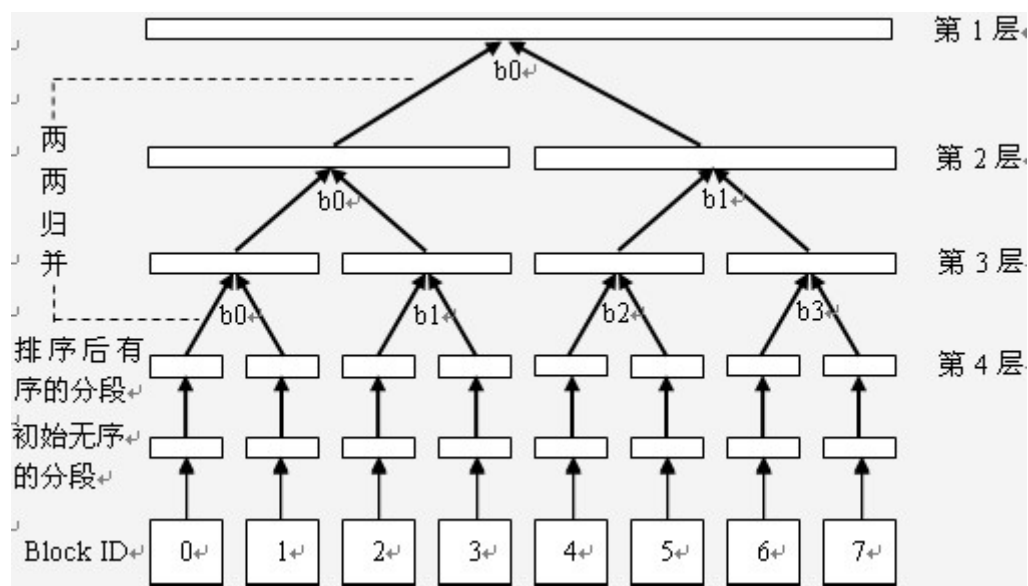 第 1 层
b0
两
两
归
并
第 2 层
b0
b1
第 3 层
b0
b1
b2
b3
排序后有
序的分段
第 4 层
初始无序
的分段
Block ID 0 1 2 3 4 5 6 7